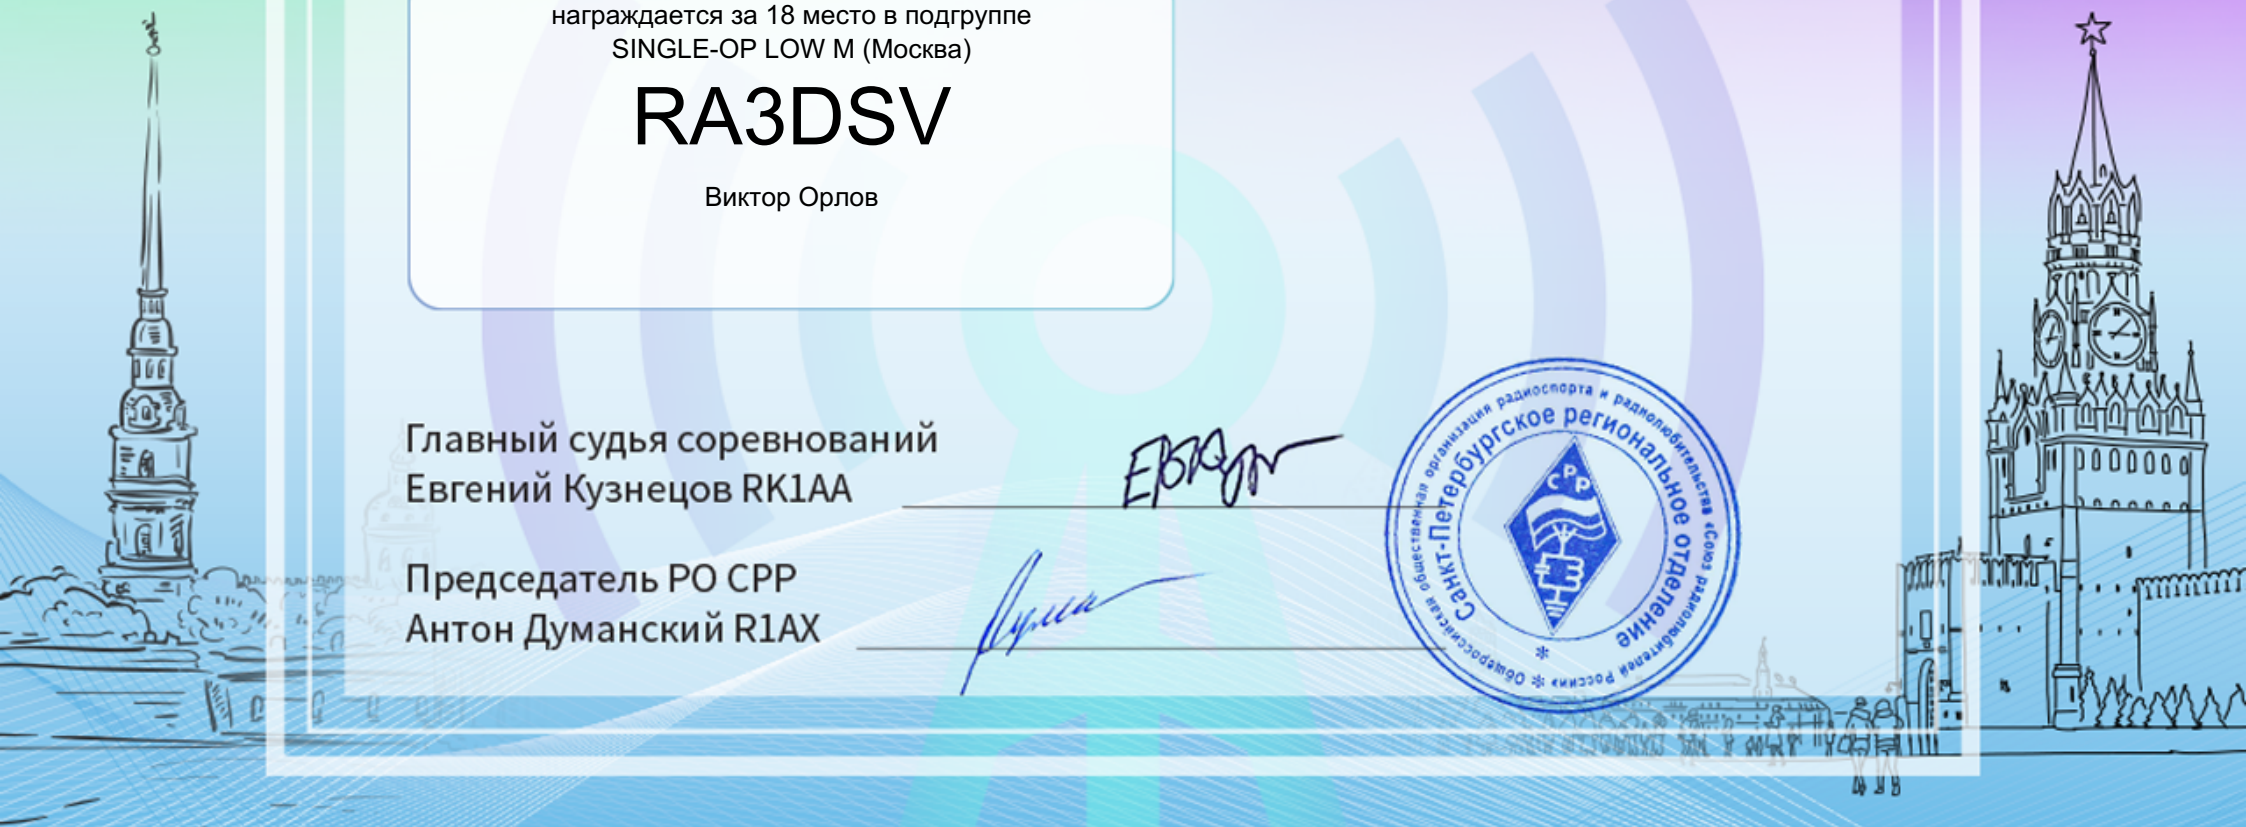 награждается за 18 место в подгруппе
SINGLE-OP LOW M (Москва)
RA3DSV
Виктор Орлов
Главный судья соревнований
Евгений Кузнецов RK1AA
Председатель РО СРР
Антон Думанский R1AX
Общероссийская общественная организация радиоспорта и радиолюбительства «Союз радиолюбителей России»
Санкт-Петербургское региональное отделение
СРР